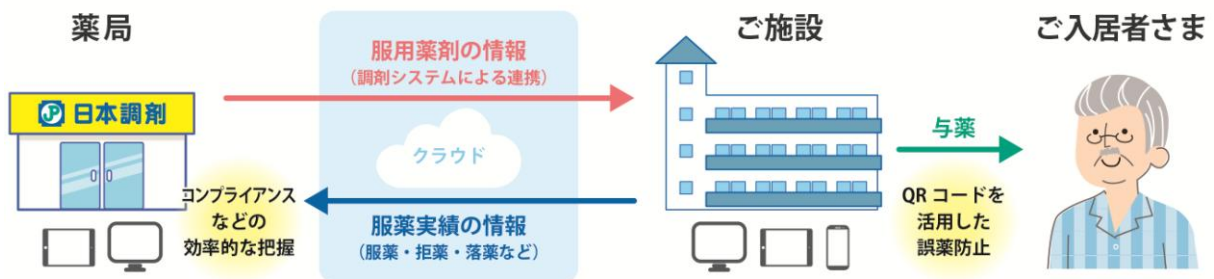 薬局
服用薬剤の情報
（調剤システムによる連携）
ご施設
ご入居者さま
JP 日本調剤
クラウド
与薬
コンプライアンス
などの
効率的な把握
服薬実績の情報
（服薬・拒薬・落薬など）
QRコードを
活用した
誤薬防止